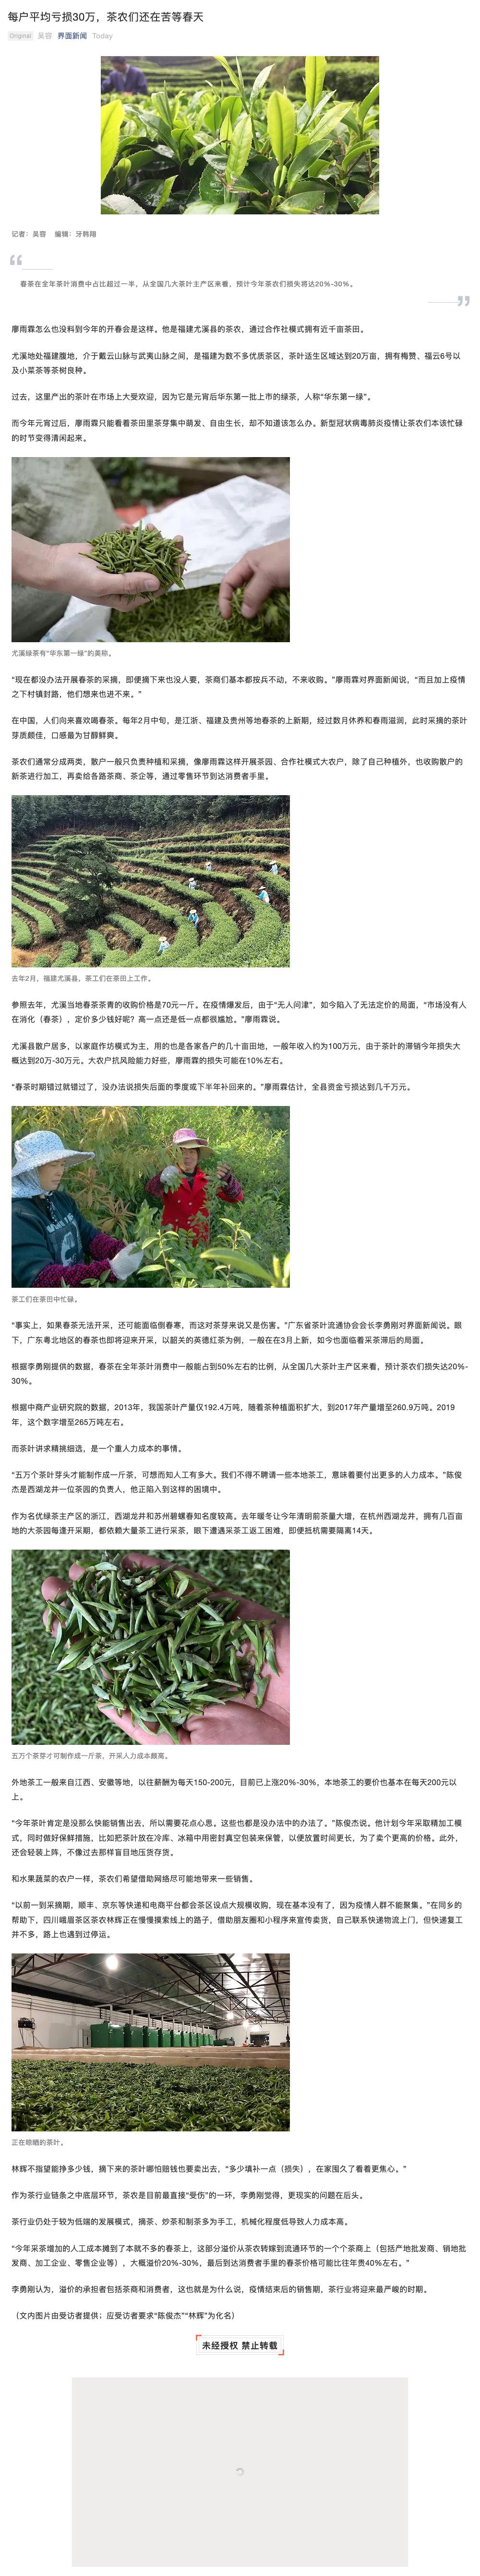 每户平均亏损30万，茶农们还在苦等春天
Original 吴容 界面新闻 Today
记者：吴容 编辑：牙韩翔
春茶在全年茶叶消费中占比超过一半，从全国几大茶叶主产区来看，预计今年茶农们损失将达20%-30%。
廖雨霖怎么也没料到今年的开春会是这样。他是福建尤溪县的茶农，通过合作社模式拥有近千亩茶田。
尤溪地处福建腹地，介于戴云山脉与武夷山脉之间，是福建为数不多优质茶区，茶叶适生区域达到20万亩，拥有梅赞、福云6号以
及小菜茶等茶树良种。
过去，这里产出的茶叶在市场上大受欢迎，因为它是元宵后华东第一批上市的绿茶，人称“华东第一绿”。
而今年元宵过后，廖雨霖只能看着茶田里茶芽集中萌发、自由生长，却不知道该怎么办。新型冠状病毒肺炎疫情让茶农们本该忙碌
的时节变得清闲起来。
尤溪绿茶有“华东第一绿”的美称。
“现在都没办法开展春茶的采摘，即便摘下来也没人要，茶商们基本都按兵不动，不来收购。”廖雨霖对界面新闻说，“而且加上疫情
之下村镇封路，他们想来也进不来。”
在中国，人们向来喜欢喝春茶。每年2月中旬，是江浙、福建及贵州等地春茶的上新期，经过数月休养和春雨滋润，此时采摘的茶叶
芽质颇佳，口感最为甘醇鲜爽。
茶农们通常分成两类，散户一般只负责种植和采摘，像廖雨霖这样开展茶园、合作社模式大农户，除了自己种植外，也收购散户的
新茶进行加工，再卖给各路茶商、茶企等，通过零售环节到达消费者手里。
去年2月，福建尤溪县，茶工们在茶田上工作。
参照去年，尤溪当地春茶茶青的收购价格是70元一斤。在疫情爆发后，由于“无人问津”，如今陷入了无法定价的局面，“市场没有人
在消化（春茶），定价多少钱好呢？高一点还是低一点都很尴尬。”廖雨霖说。
尤溪县散户居多，以家庭作坊模式为主，用的也是各家各户的几十亩田地，一般年收入约为100万元，由于茶叶的滞销今年损失大
概达到20万-30万元。大农户抗风险能力好些，廖雨霖的损失可能在10%左右。
“春茶时期错过就错过了，没办法说损失后面的季度或下半年补回来的。”廖雨霖估计，全县资金亏损达到几千万元。
茶工们在茶田中忙碌。
“事实上，如果春茶无法开采，还可能面临倒春寒，而这对茶芽来说又是伤害。”广东省茶叶流通协会会长李勇刚对界面新闻说。眼
下，广东粤北地区的春茶也即将迎来开采，以韶关的英德红茶为例，一般在在3月上新，如今也面临着采茶滞后的局面。
根据李勇刚提供的数据，春茶在全年茶叶消费中一般能占到50%左右的比例，从全国几大茶叶主产区来看，预计茶农们损失达20%-
30%。
根据中商产业研究院的数据，2013年，我国茶叶产量仅192.4万吨，随着茶种植面积扩大，到2017年产量增至260.9万吨。2019
年，这个数字增至265万吨左右。
而茶叶讲求精挑细选，是一个重人力成本的事情。
“五万个茶叶芽头才能制作成一斤茶，可想而知人工有多大。我们不得不聘请一些本地茶工，意味着要付出更多的人力成本。”陈俊
杰是西湖龙井一位茶园的负责人，他正陷入到这样的困境中。
作为名优绿茶主产区的浙江，西湖龙井和苏州碧螺春知名度较高。去年暖冬让今年清明前茶量大增，在杭州西湖龙井，拥有几百亩
地的大茶园每逢开采期，都依赖大量茶工进行采茶，眼下遭遇采茶工返工困难，即便抵杭需要隔离14天。
五万个茶芽才可制作成一斤茶，开采人力成本颇高。
外地茶工一般来自江西、安徽等地，以往薪酬为每天150-200元，目前已上涨20%-30%，本地茶工的要价也基本在每天200元以
上。
“今年茶叶肯定是没那么快能销售出去，所以需要花点心思。这些也都是没办法中的办法了。”陈俊杰说。他计划今年采取精加工模
式，同时做好保鲜措施，比如把茶叶放在冷库、冰箱中用密封真空包装来保管，以便放置时间更长，为了卖个更高的价格。此外，
还会轻装上阵，不像过去那样盲目地压货存货。
和水果蔬菜的农户一样，茶农们希望借助网络尽可能地带来一些销售。
“以前一到采摘期，顺丰、京东等快递和电商平台都会茶区设点大规模收购，现在基本没有了，因为疫情人群不能聚集。”在同乡的
帮助下，四川峨眉茶区茶农林辉正在慢慢摸索线上的路子，借助朋友圈和小程序来宣传卖货，自己联系快递物流上门，但快递复工
并不多，路上也遇到过停运。
正在晾晒的茶叶。
林辉不指望能挣多少钱，摘下来的茶叶哪怕赔钱也要卖出去，“多少填补一点（损失），在家囤久了看着更焦心。”
作为茶行业链条之中底层环节，茶农是目前最直接“受伤”的一环，李勇刚觉得，更现实的问题在后头。
茶行业仍处于较为低端的发展模式，摘茶、炒茶和制茶多为手工，机械化程度低导致人力成本高。
“今年采茶增加的人工成本摊到了本就不多的春茶上，这部分溢价从茶农转嫁到流通环节的一个个茶商上（包括产地批发商、销地批
发商、加工企业、零售企业等），大概溢价20%-30%，最后到达消费者手里的春茶价格可能比往年贵40%左右。”
李勇刚认为，溢价的承担者包括茶商和消费者，这也就是为什么说，疫情结束后的销售期，茶行业将迎来最严峻的时期。
（文内图片由受访者提供；应受访者要求“陈俊杰”“林辉”为化名）
未经授权 禁止转载